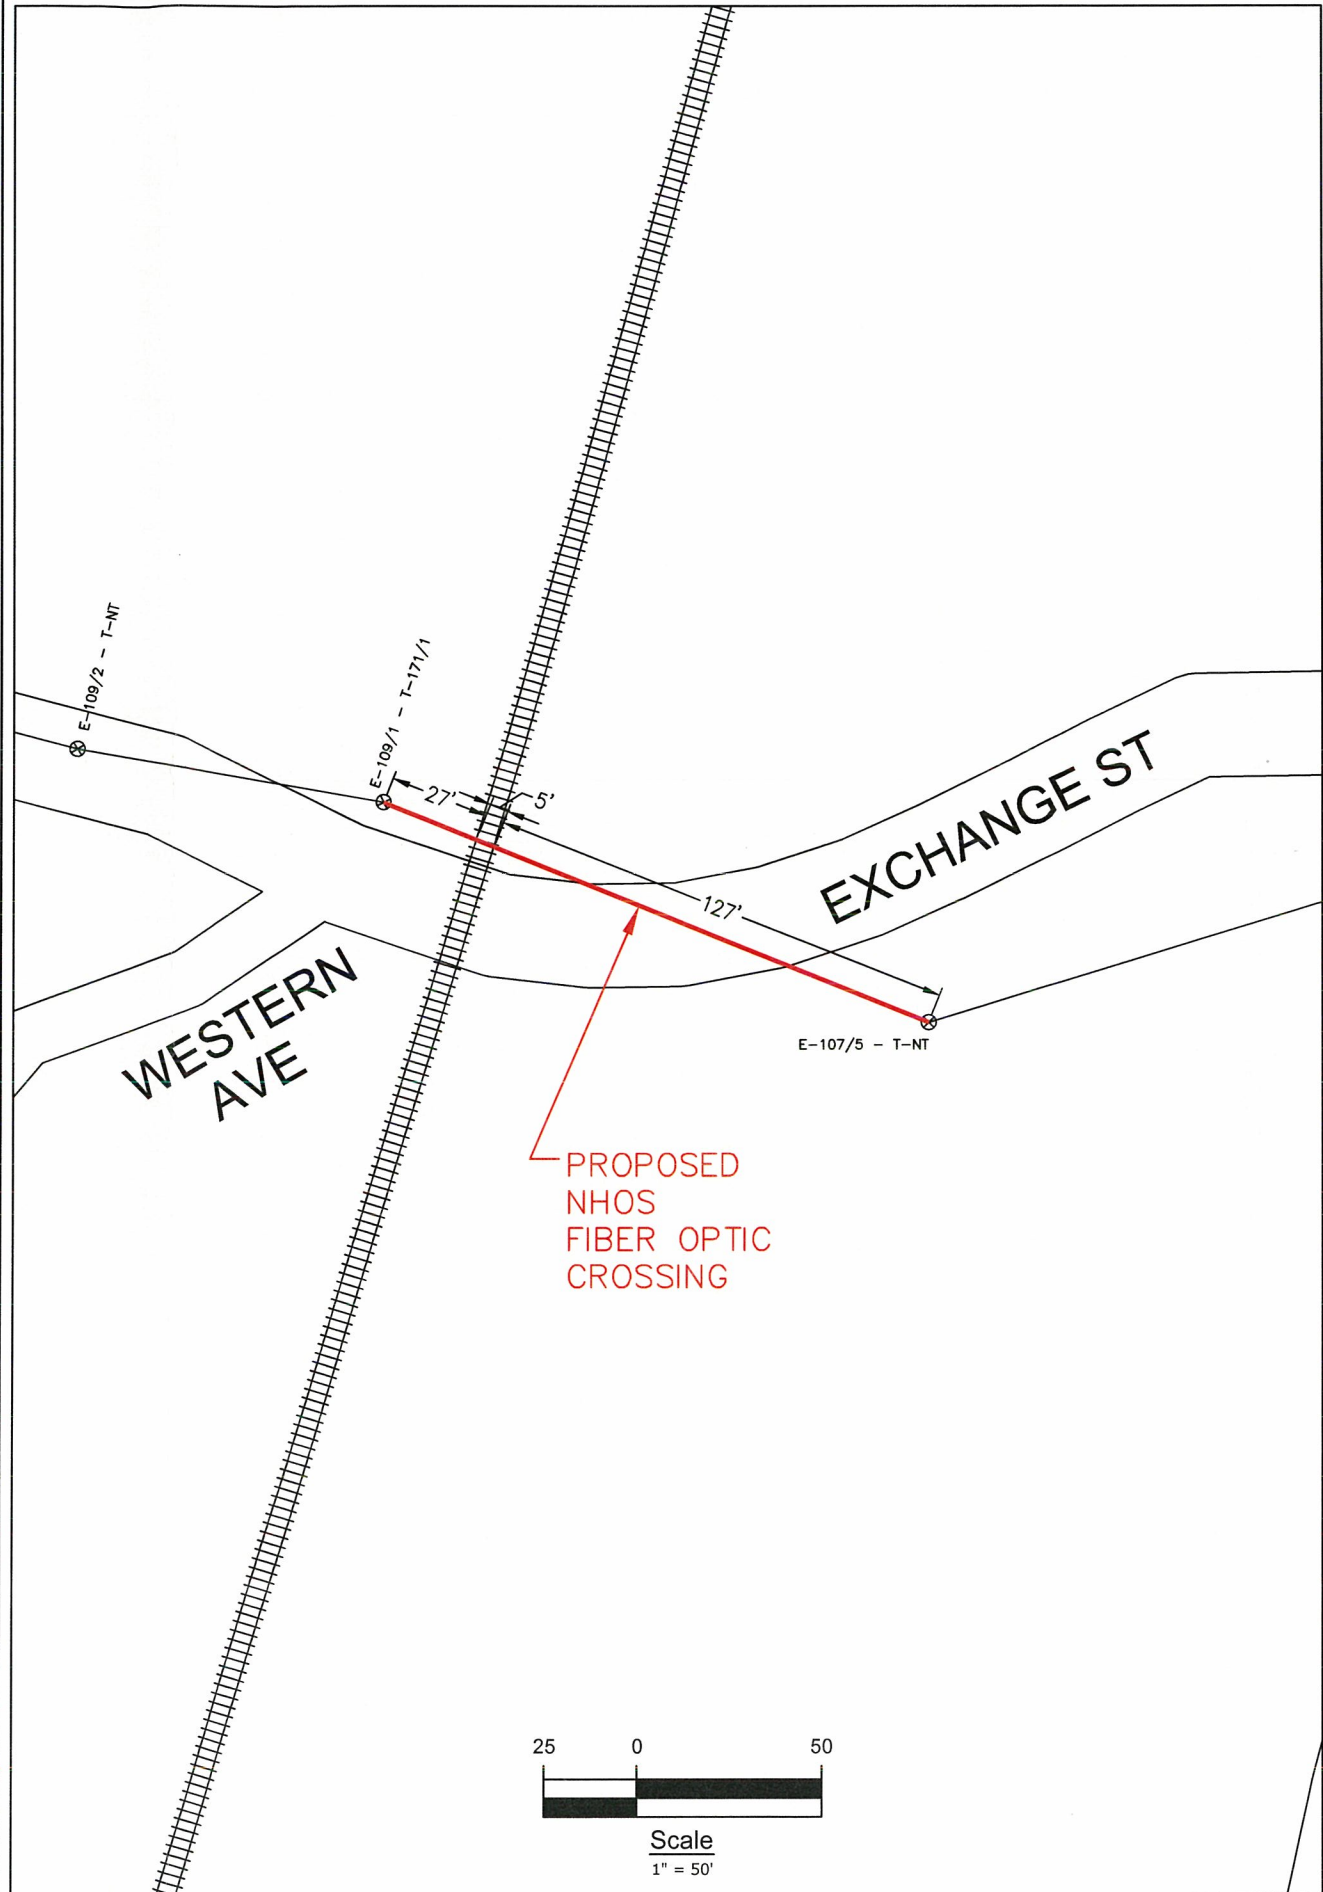 E-109/2 - T-NT
E-109/1 - T-171/1
27'
5'
127'
EXCHANGE ST
WESTERN
AVE
E-107/5 - T-NT
PROPOSED
NHOS
FIBER OPTIC
CROSSING
25 0 50
Scale
1" = 50'